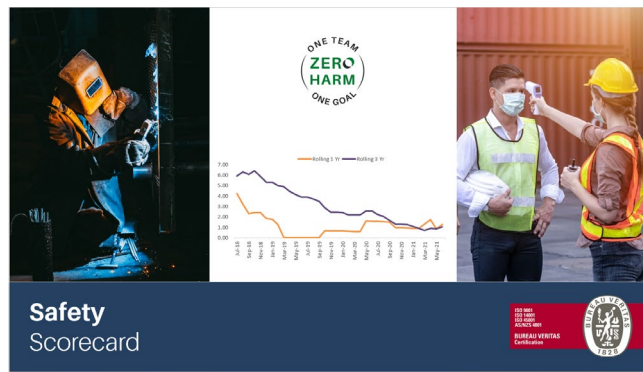 ONE TEAM
ZERO
HARM
ONE GOAL
Rolling 1 Yr Rolling 3 Yr
7.00
6.00
5.00
4.00
3.00
2.00
1.00
0.00
Jul-18 Sep-18 Nov-18 Jan-19 Mar-19 May-19 Jul-19 Sep-19 Nov-19 Jan-20 Mar-20 May-20 Jul-20 Sep-20 Nov-20 Jan-21 Mar-21 May-21
Safety
Scorecard
ISO 9001
ISO 14001
ISO 45001
AS/NZS 4801
BUREAU VERITAS
Certification
BUREAU VERITAS
1828